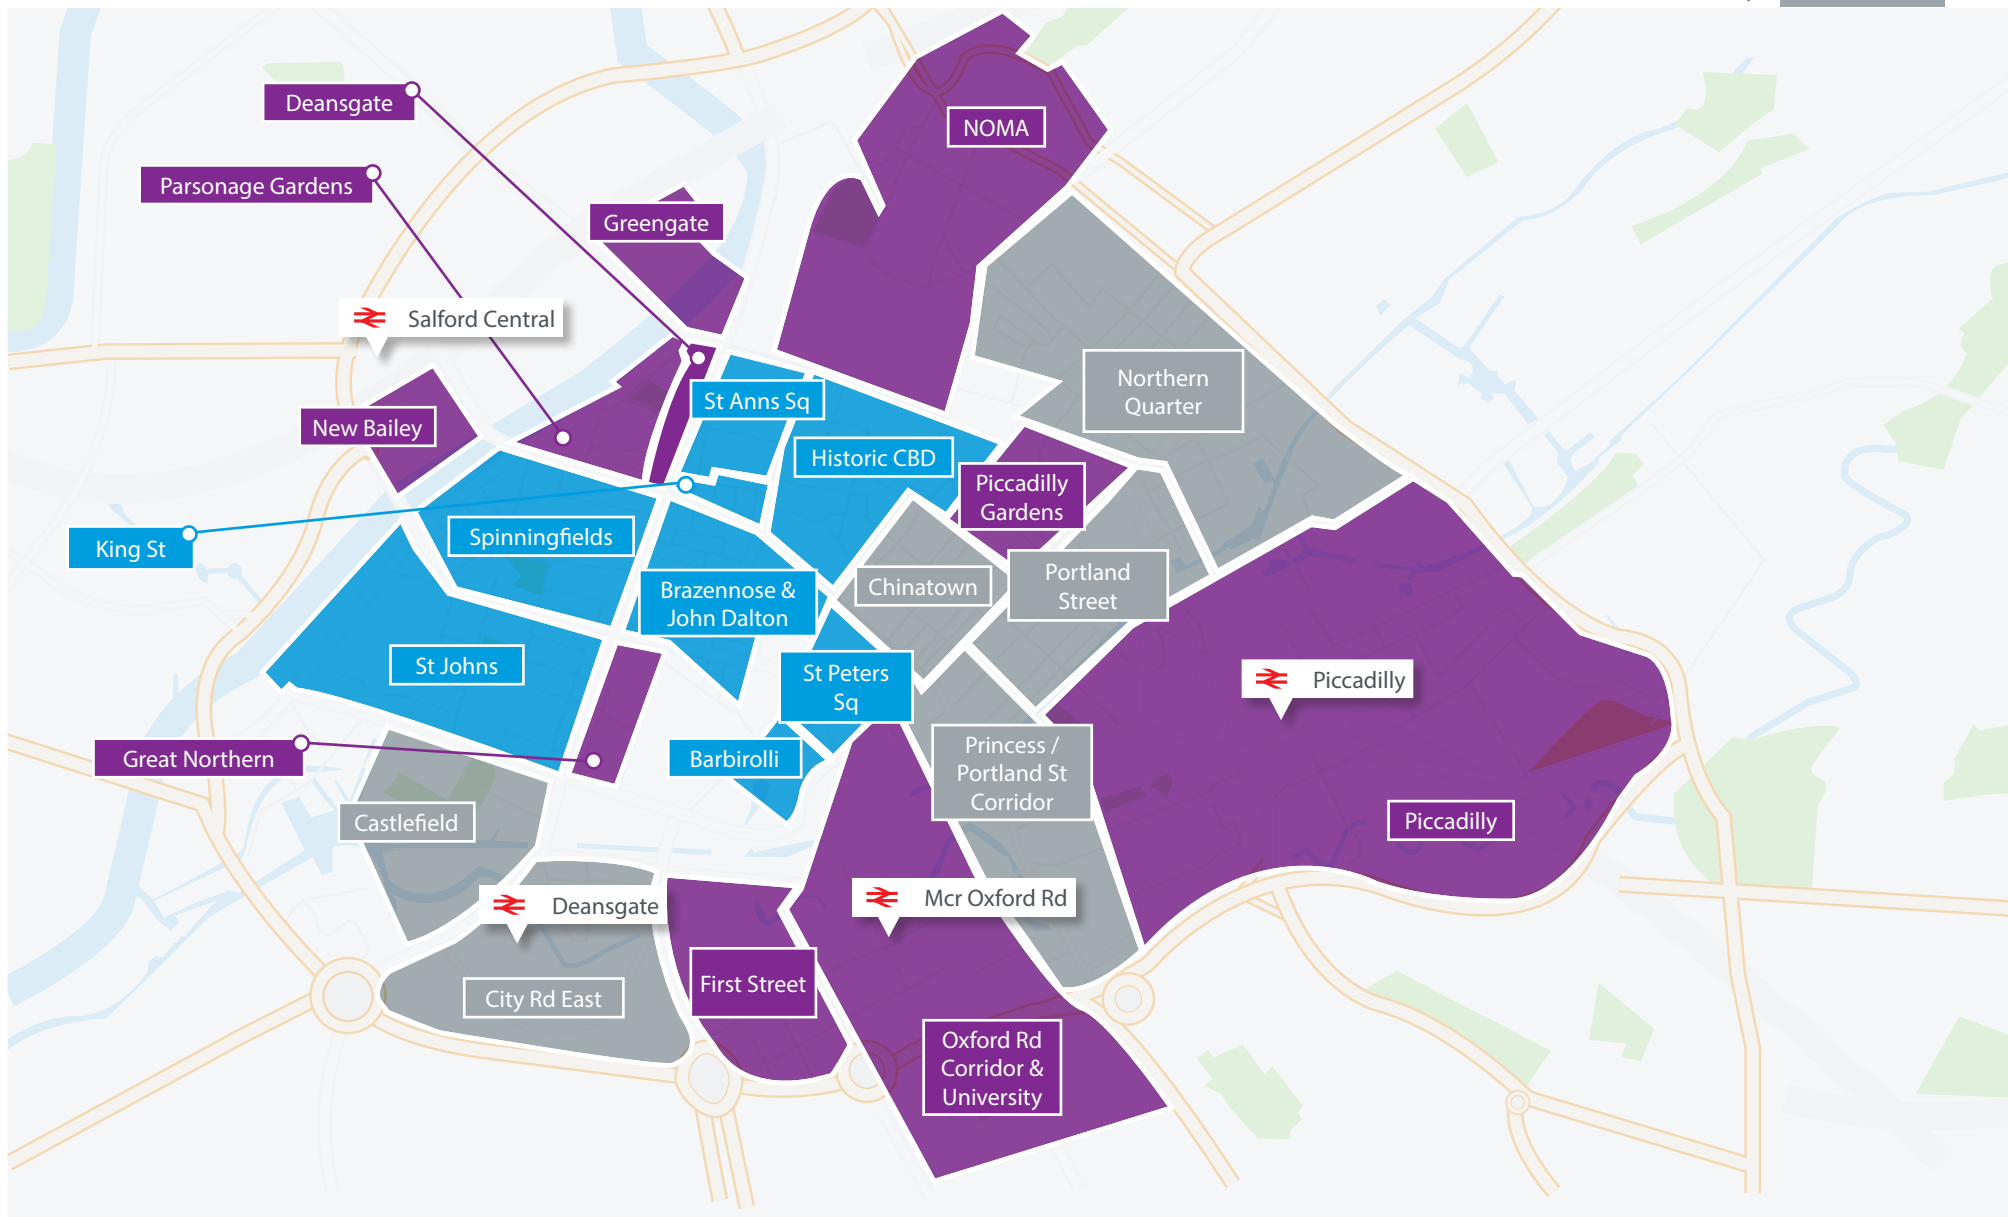 Deansgate
NOMA
Parsonage Gardens
Greengate
Salford Central
Northern
Quarter
St Anns Sq
New Bailey
Historic CBD
Piccadilly
Gardens
Spinningfields
King St
Portland
Street
Chinatown
Brazennose &
John Dalton
St Johns
St Peters
Sq
Piccadilly
Great Northern
Barbirolli
Princess /
Portland St
Corridor
Castlefield
Piccadilly
Mcr Oxford Rd
Deansgate
First Street
City Rd East
Oxford Rd
Corridor &
University